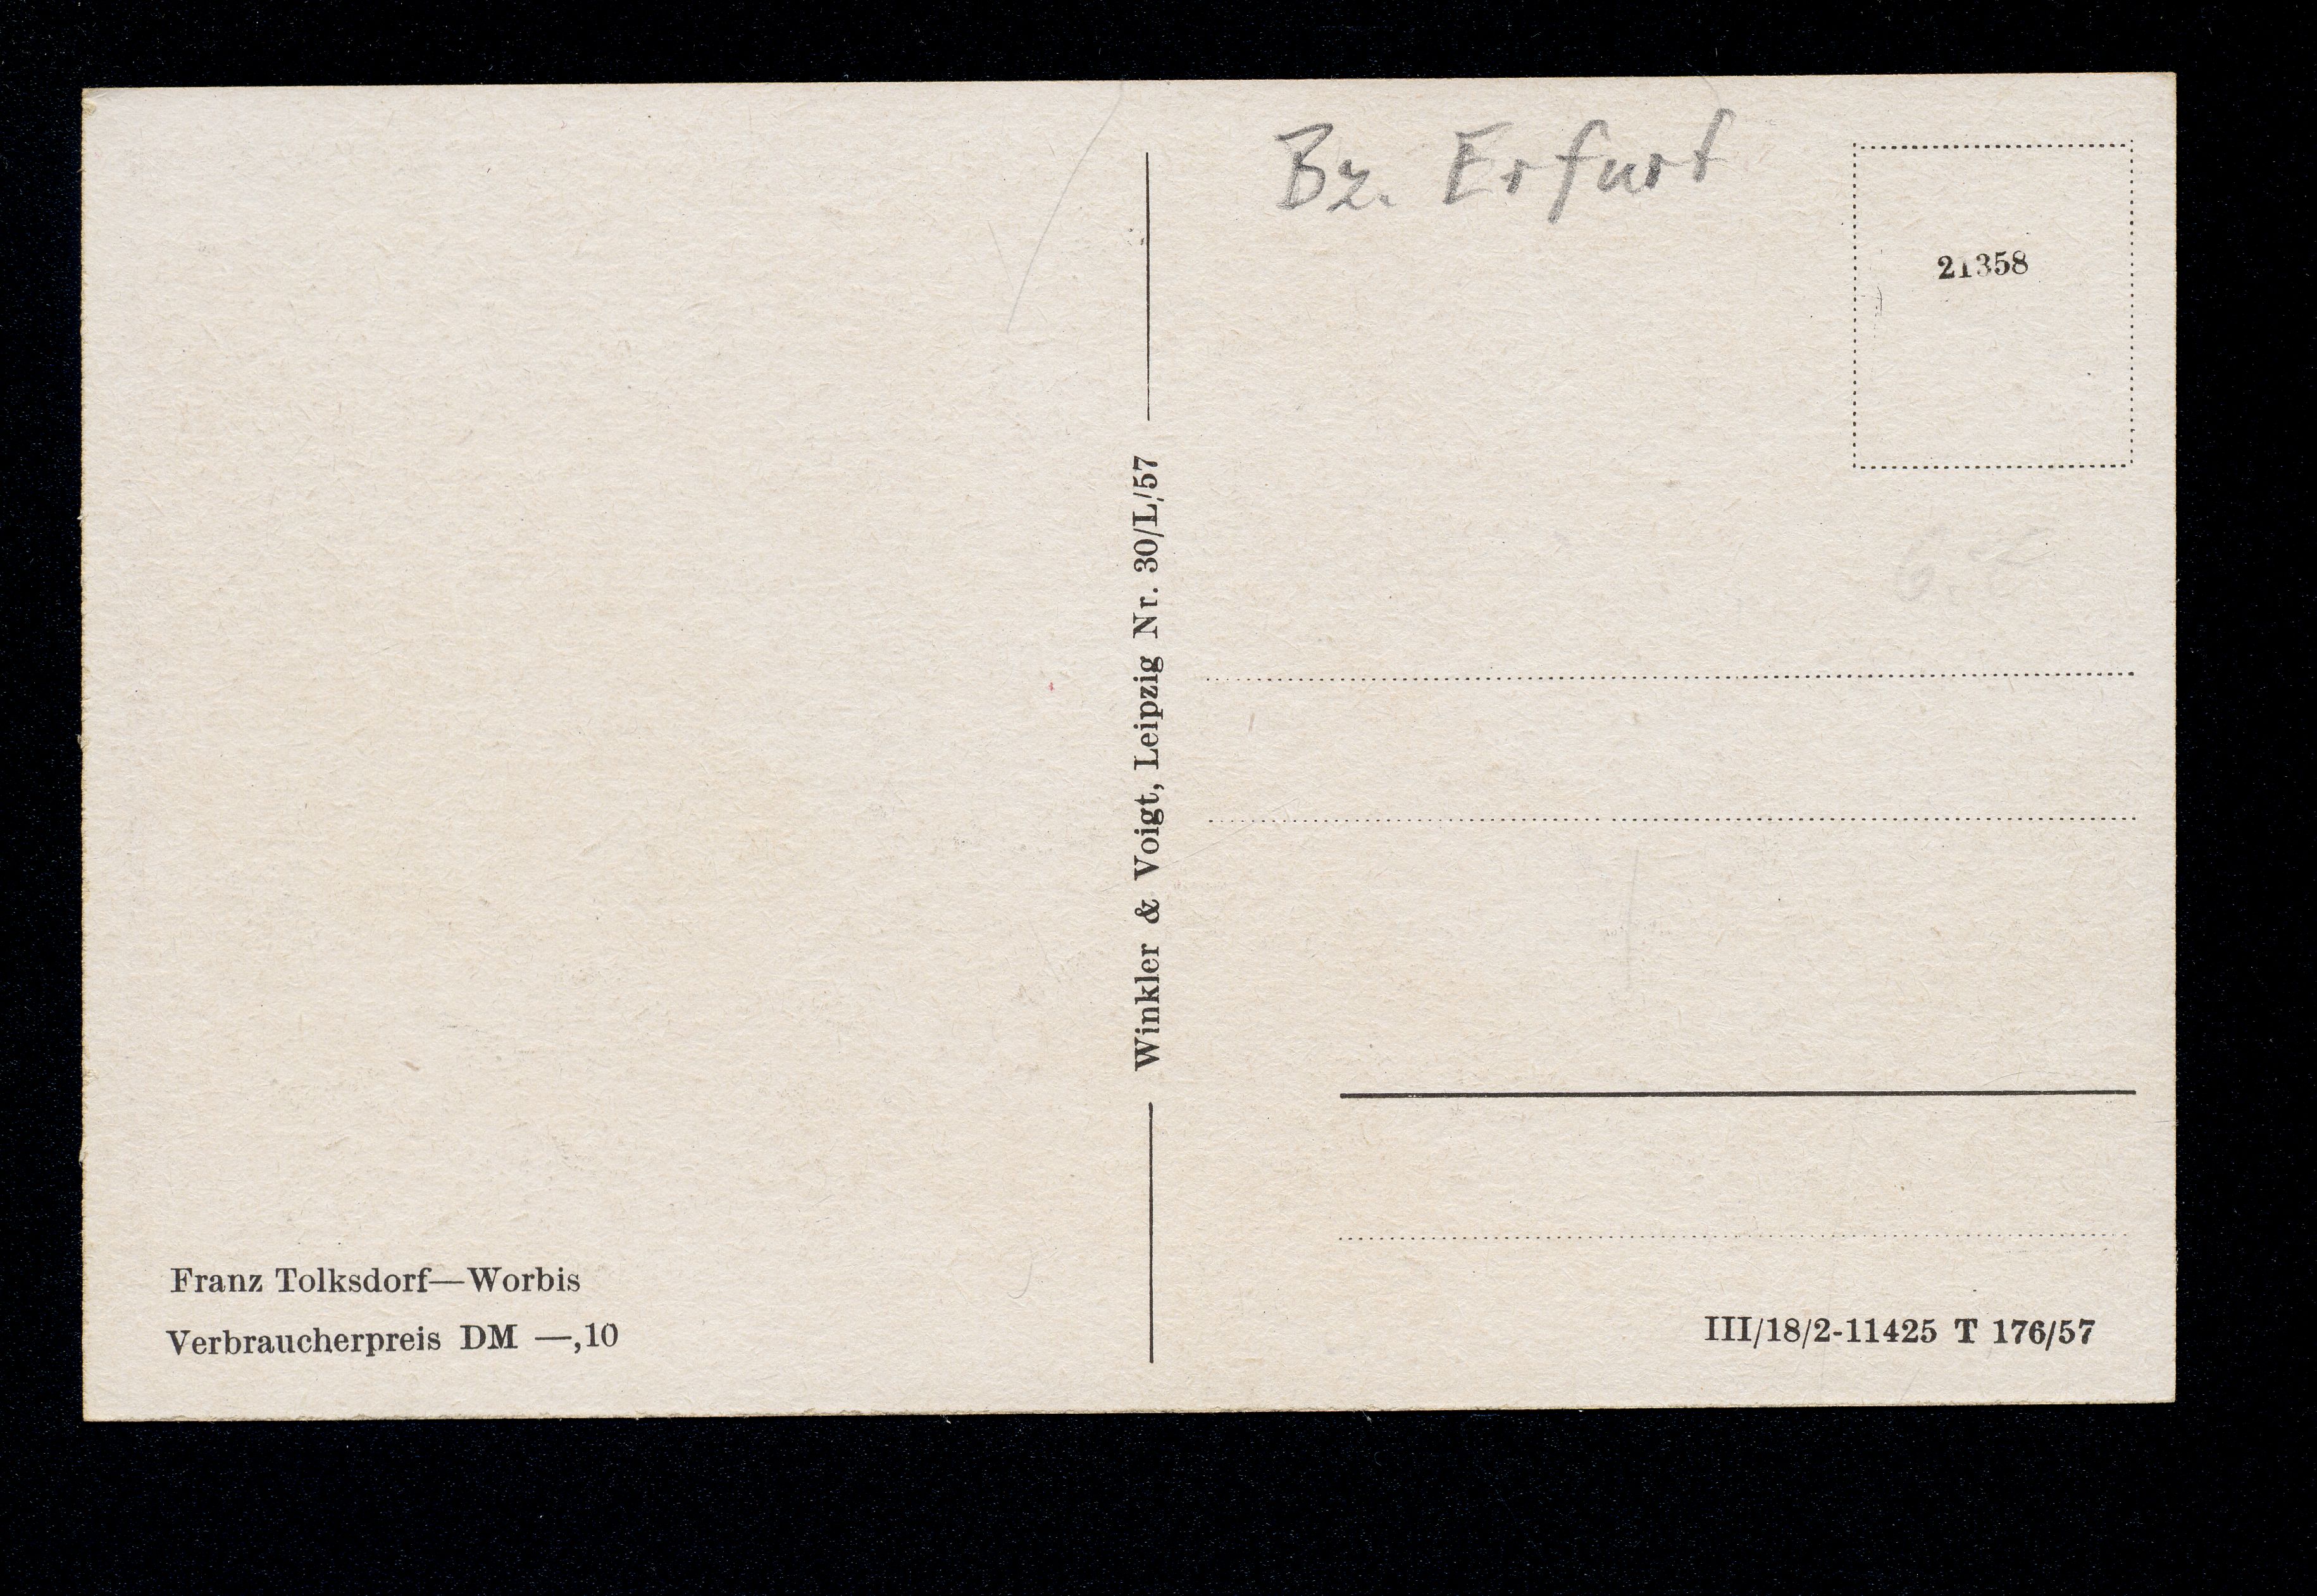 Bz. Erfurt
21358
Winkler & Voigt, Leipzig Nr. 30/L/57
Franz Tolksdorf—Worbis
Verbraucherpreis DM —,10
III/18/2-11425 T 176/57